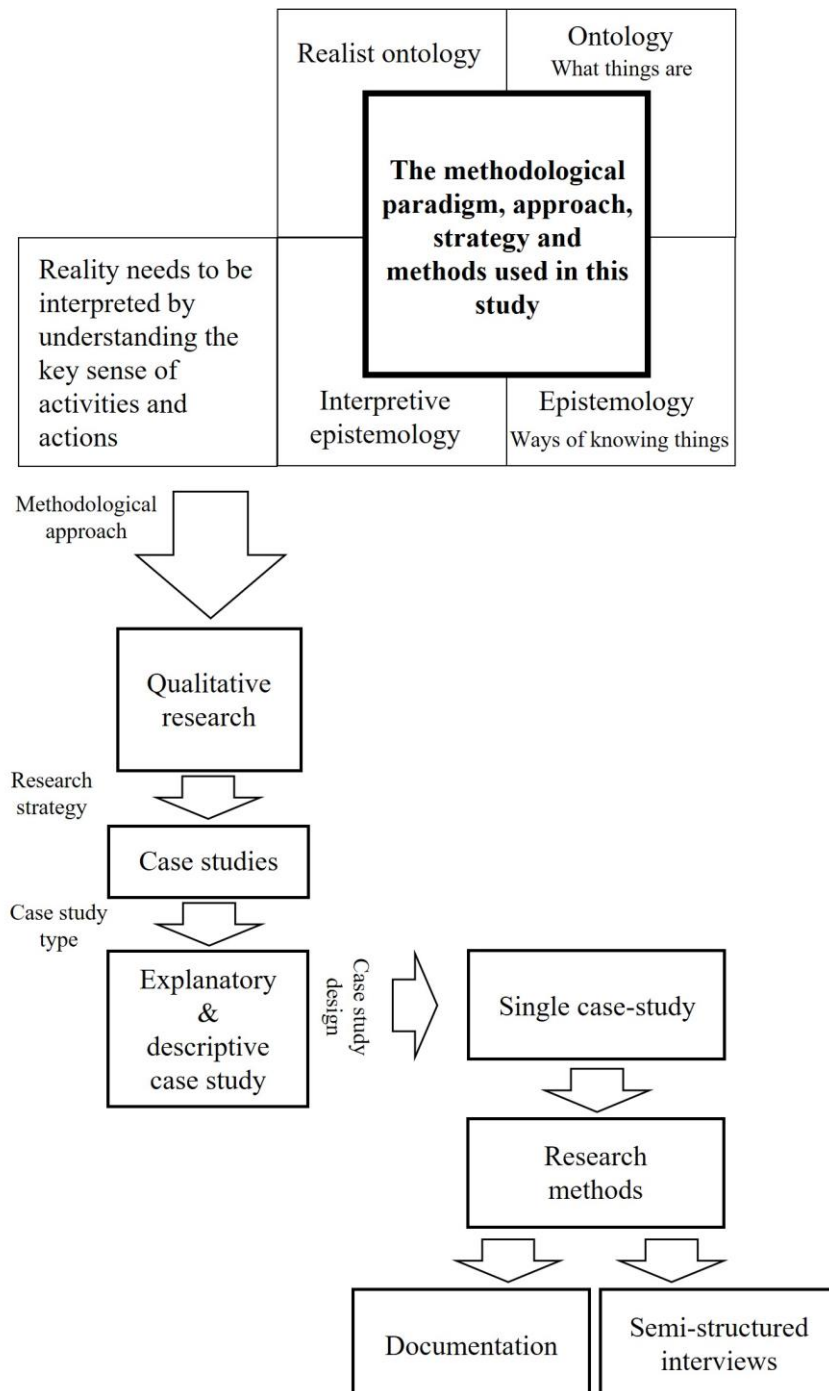 Realist ontology
Ontology
What things are
The methodological
paradigm, approach,
strategy and
methods used in this
study
Reality needs to be
interpreted by
understanding the
key sense of
activities and
actions
Interpretive
epistemology
Epistemology
Ways of knowing things
Methodological
approach
Qualitative
research
Research
strategy
Case studies
Case study
type
Explanatory
&
descriptive
case study
Case study
design
Single case-study
Research
methods
Documentation
Semi-structured
interviews